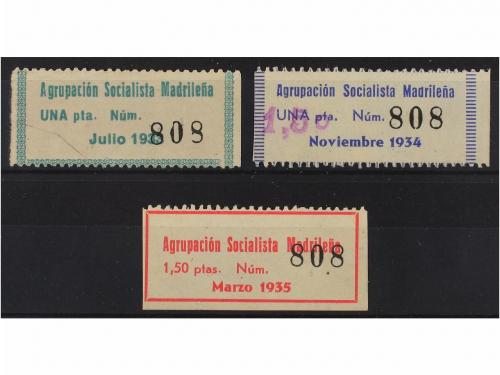 Agrupación Socialista Madrileña
UNA pta. Núm. 808
Julio 193
Agrupación Socialista Madrileña
UNA pta. Núm. 808
1,50
Noviembre 1934
Agrupación Socialista Madrileña
1,50 ptas. Núm. 808
Marzo 1935